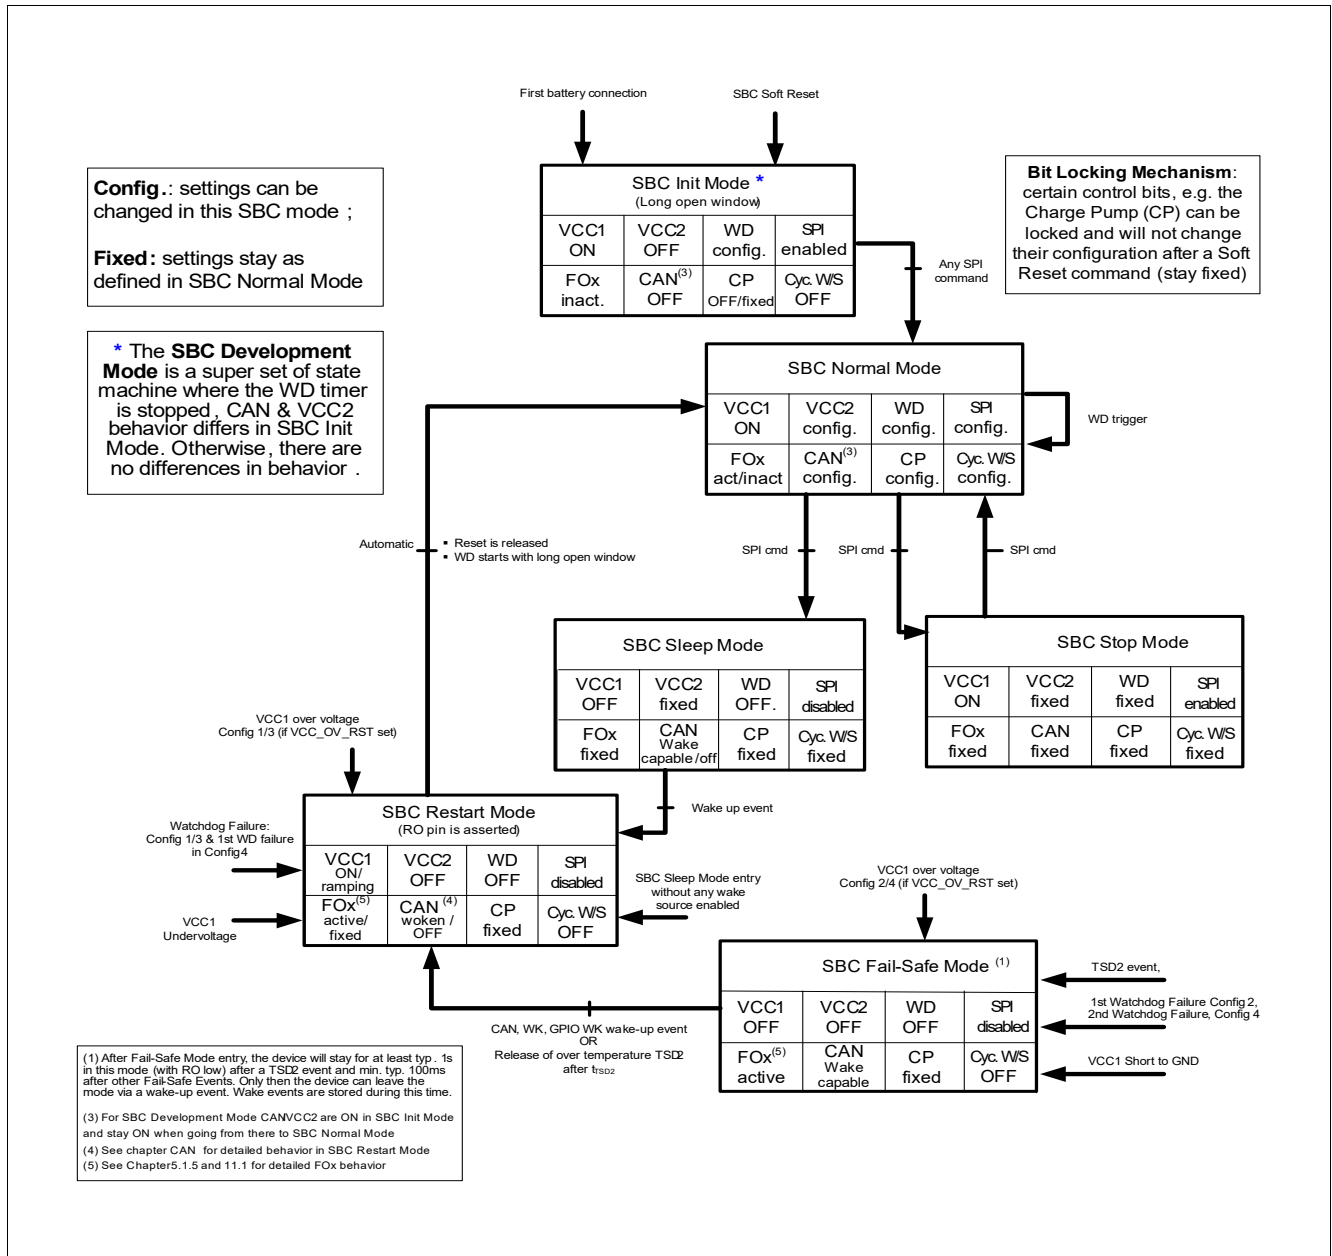 First battery connection
SBC Soft Reset
Config.: settings can be
changed in this SBC mode ;
Fixed: settings stay as
defined in SBC Normal Mode
* The SBC Development
Mode is a super set of state
machine where the WD timer
is stopped , CAN & VCC2
behavior differs in SBC Init
Mode. Otherwise , there are
no differences in behavior .
SBC Init Mode *
(Long open window)
VCC1
ON
VCC2
OFF
WD
config.
SPI
enabled
FOx
inact.
CAN(3)
OFF
CP
OFF/fixed
Cyc. W/S
OFF
Bit Locking Mechanism:
certain control bits, e.g. the
Charge Pump (CP) can be
locked and will not change
their configuration after a Soft
Reset command (stay fixed)
Any SPI
command
SBC Normal Mode
VCC1
ON
VCC2
config.
WD
config.
SPI
config.
FOx
act/inact
CAN(3)
config.
CP
config.
Cyc. W/S
config.
WD trigger
Automatic
▪ Reset is released
▪ WD starts with long open window
SPI cmd
SPI cmd
SPI cmd
SBC Sleep Mode
VCC1
OFF
VCC2
fixed
WD
OFF.
SPI
disabled
FOx
fixed
CAN
Wake
capable /off
CP
fixed
Cyc. W/S
fixed
SBC Stop Mode
VCC1
ON
VCC2
fixed
WD
fixed
SPI
enabled
FOx
fixed
CAN
fixed
CP
fixed
Cyc. W/S
fixed
VCC1 over voltage
Config 1/3 (if VCC_OV_RST set)
Wake up event
Watchdog Failure:
Config 1/3 & 1st WD failure
in Config4
VCC1
Undervoltage
SBC Restart Mode
(RO pin is asserted)
VCC1
ON/
ramping
VCC2
OFF
WD
OFF
SPI
disabled
FOx(5)
active/
fixed
CAN (4)
woken /
OFF
CP
fixed
Cyc. W/S
OFF
SBC Sleep Mode entry
without any wake
source enabled
VCC1 over voltage
Config 2/4 (if VCC_OV_RST set)
SBC Fail-Safe Mode (1)
VCC1
OFF
VCC2
OFF
WD
OFF
SPI
disabled
FOx(5)
active
CAN
Wake
capable
CP
fixed
Cyc. W/S
OFF
TSD2 event,
1st Watchdog Failure Config 2,
2nd Watchdog Failure, Config 4
VCC1 Short to GND
CAN, WK, GPIO WK wake-up event
OR
Release of over temperature TSD2
after tTSD2
(1) After Fail-Safe Mode entry, the device will stay for at least typ . 1s
in this mode (with RO low) after a TSD2 event and min. typ. 100ms
after other Fail-Safe Events. Only then the device can leave the
mode via a wake-up event. Wake events are stored during this time.
(3) For SBC Development Mode CAN/VCC2 are ON in SBC Init Mode
and stay ON when going from there to SBC Normal Mode
(4) See chapter CAN for detailed behavior in SBC Restart Mode
(5) See Chapter5.1.5 and 11.1 for detailed FOx behavior